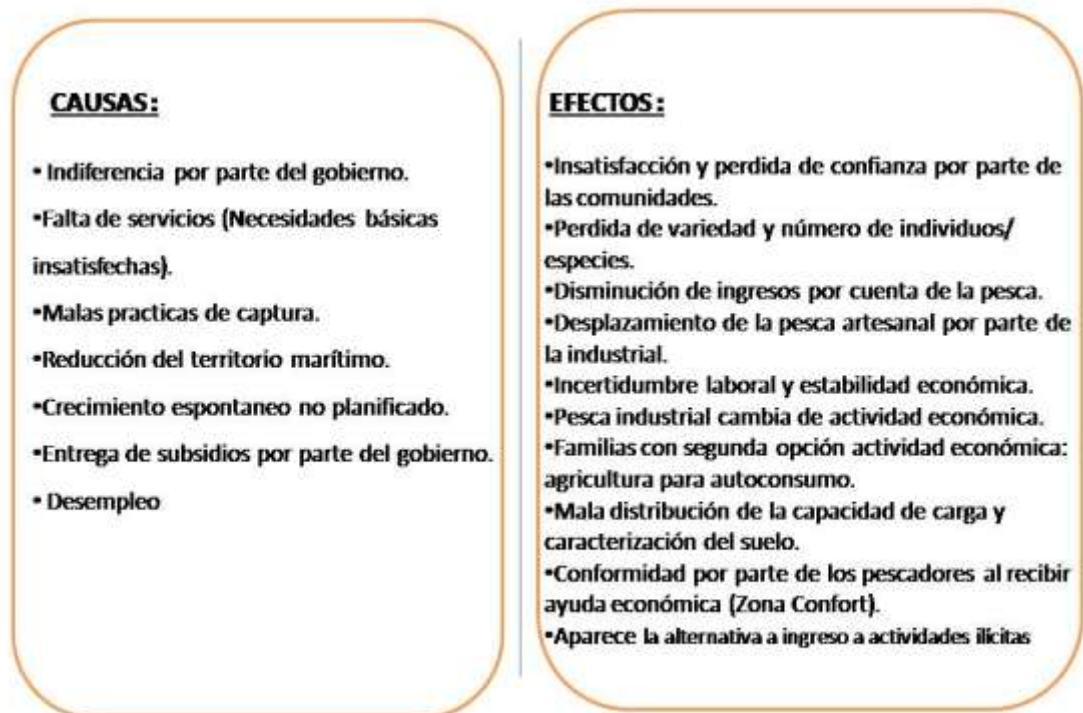 CAUSAS:
• Indiferencia por parte del gobierno.
•Falta de servicios (Necesidades básicas
insatisfechas).
•Malas practicas de captura.
•Reducción del territorio marítimo.
•Crecimiento espontaneo no planificado.
•Entrega de subsidios por parte del gobierno.
• Desempleo
EFECTOS:
•Insatisfacción y perdida de confianza por parte de
las comunidades.
•Perdida de variedad y número de individuos/
especies.
•Disminución de ingresos por cuenta de la pesca.
•Desplazamiento de la pesca artesanal por parte de
la industrial.
•Incertidumbre laboral y estabilidad económica.
•Pesca industrial cambia de actividad económica.
•Familias con segunda opción actividad económica:
agricultura para autoconsumo.
•Mala distribución de la capacidad de carga y
caracterización del suelo.
•Conformidad por parte de los pescadores al recibir
ayuda económica (Zona Confort).
•Aparece la alternativa a ingreso a actividades ilícitas